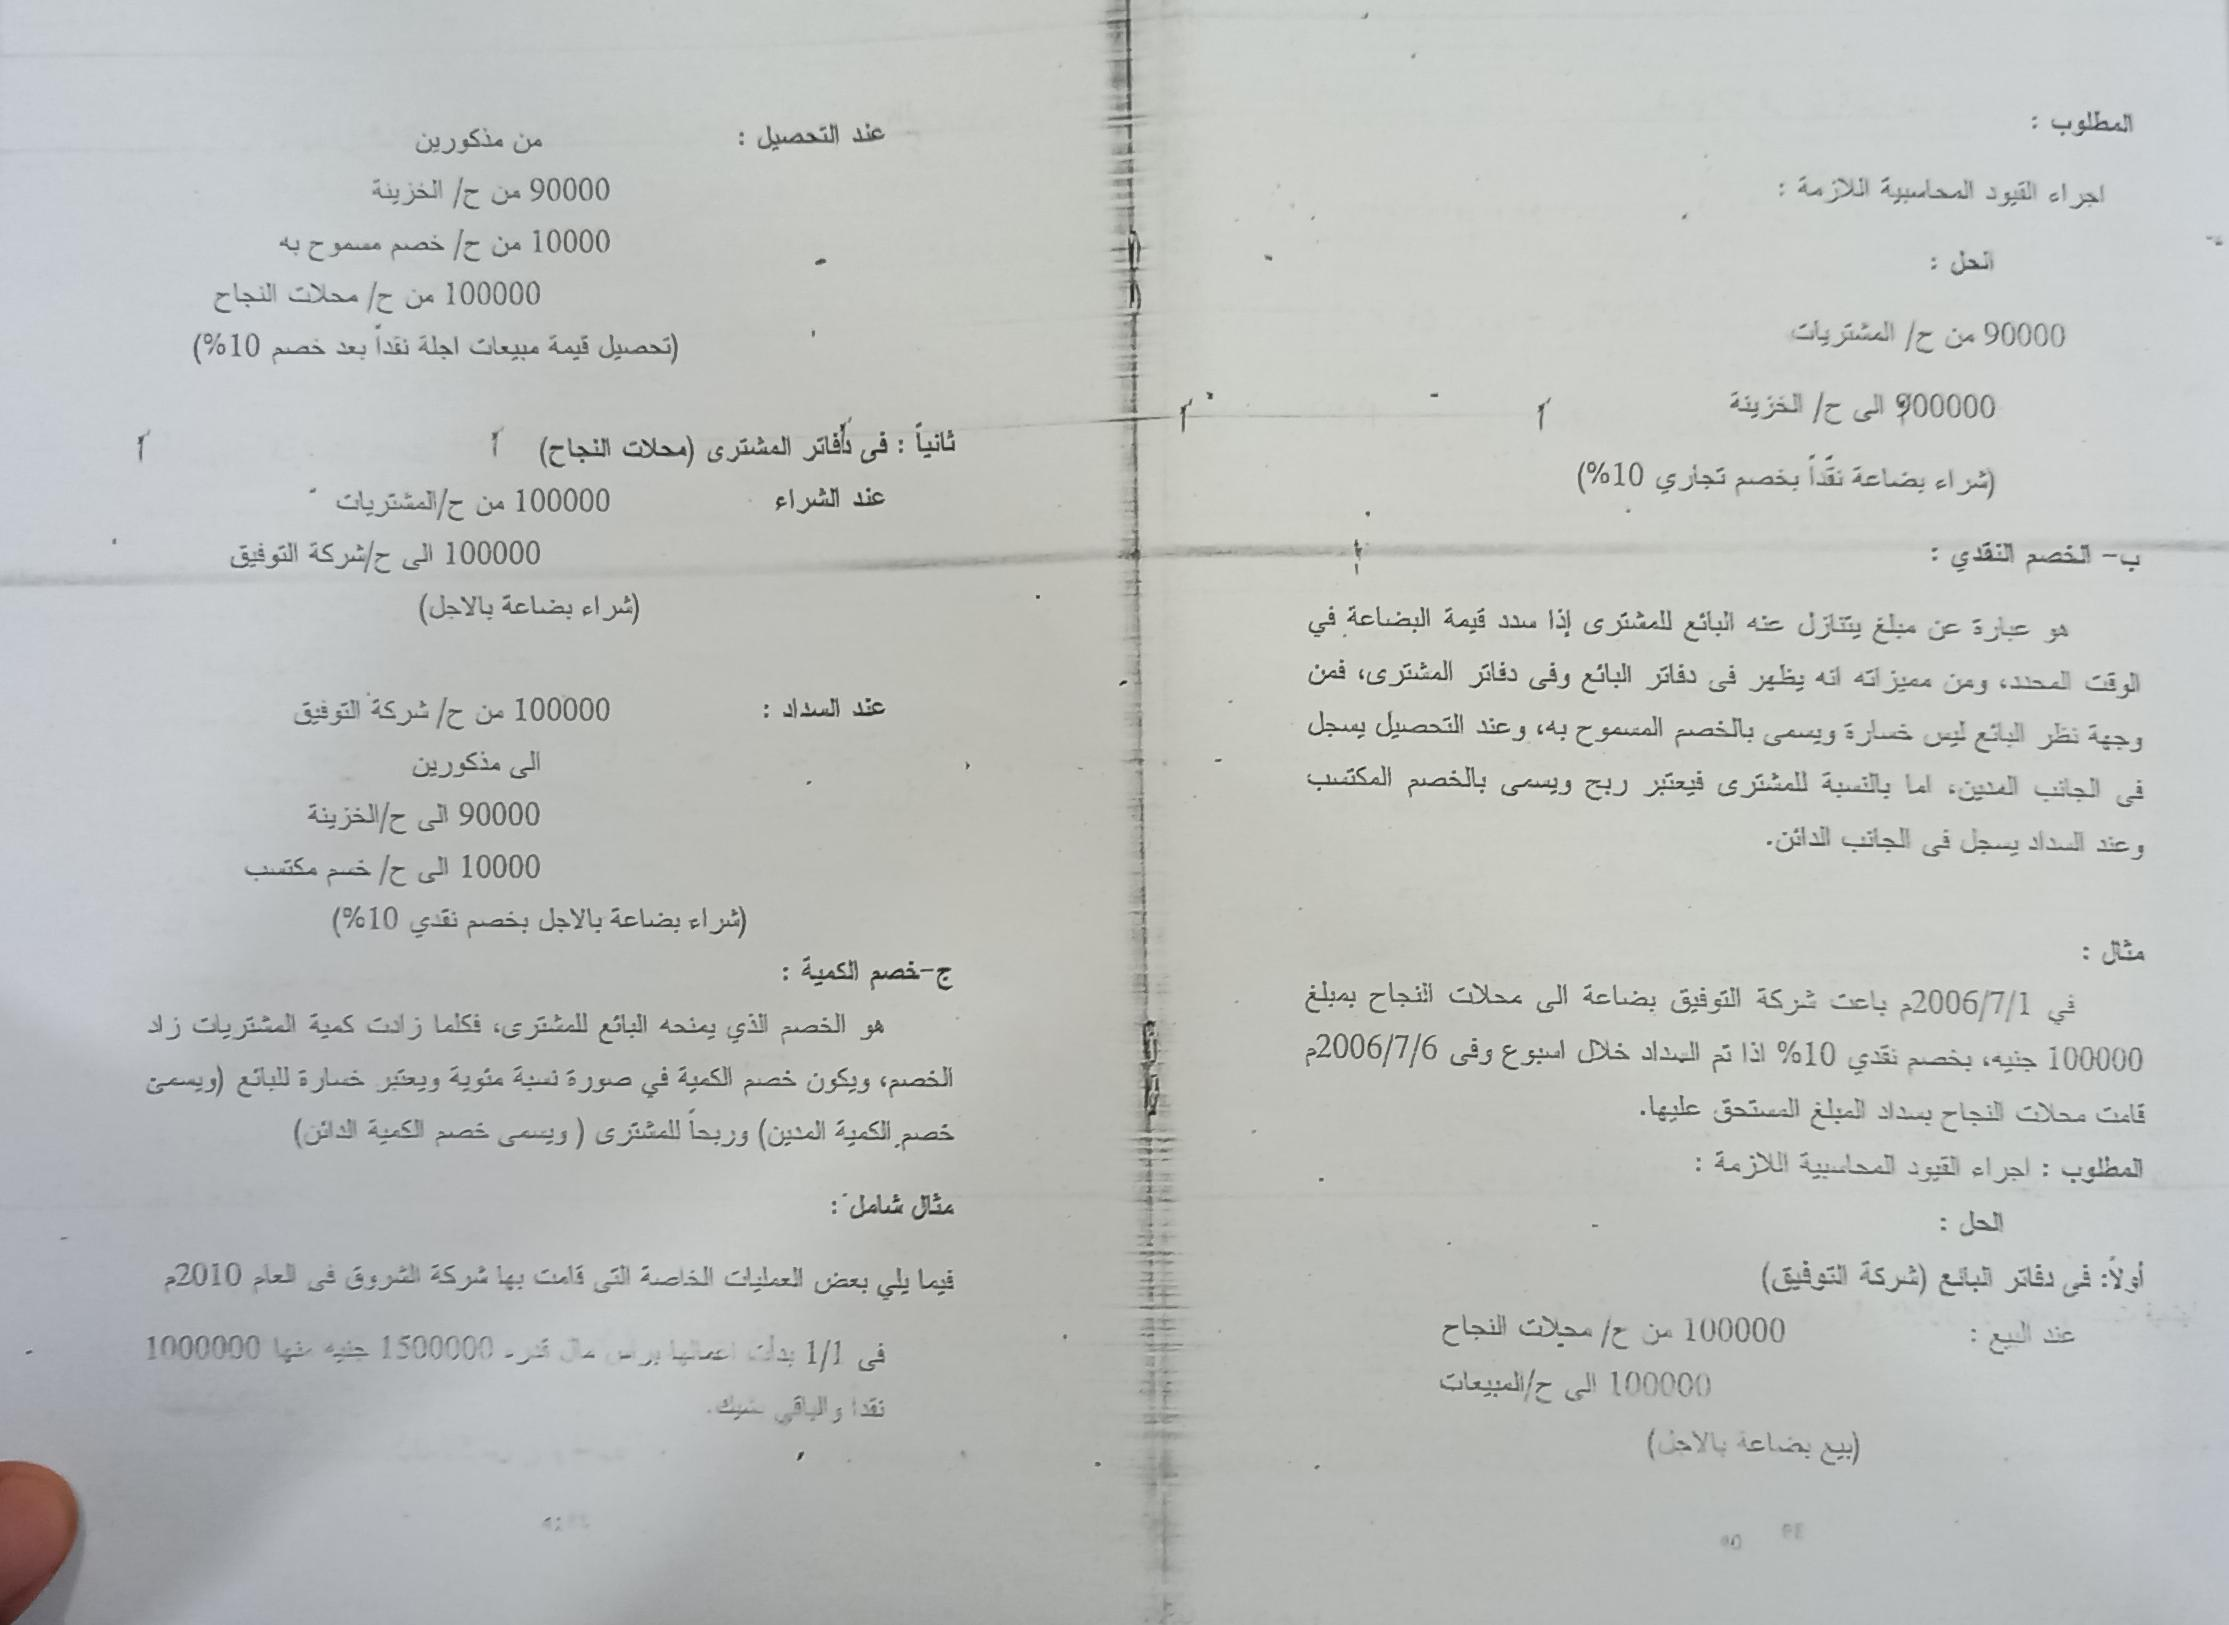 المطلوب :
اجراء القيود المحاسبية اللازمة :
الحل :
90000 من ح/ المشتريات
900000 الى ح/ الخزينة
(شراء بضاعة نقداً بخصم تجاري 10%)
ب- الخصم النقدي :
هو عبارة عن مبلغ يتنازل عنه البائع للمشترى إذا سدد قيمة البضاعة في
الوقت المحدد، ومن مميزاته انه يظهر فى دفاتر البائع وفى دفاتر المشترى، فمن
وجهة نظر البائع ليس خسارة ويسمى بالخصم المسموح به، وعند التحصيل يسجل
فى الجانب المدين، اما بالنسبة للمشترى فيعتبر ربح ويسمى بالخصم المكتسب
وعند السداد يسجل فى الجانب الدائن.
مثال :
في 2006/7/1م باعت شركة التوفيق بضاعة الى محلات النجاح بمبلغ
100000 جنيه، بخصم نقدي 10% اذا تم السداد خلال اسبوع وفى 2006/7/6م
قامت محلات النجاح بسداد المبلغ المستحق عليها.
المطلوب : اجراء القيود المحاسبية اللازمة :
الحل :
أولاً: فى دفاتر البائع (شركة التوفيق)
عند البيع : 100000 من ح/ محلات النجاح
100000 الى ح/المبيعات
(بيع بضاعة بالاجل)
39
عند التحصيل : من مذكورين
90000 من ح/ الخزينة
10000 من ح/ خصم مسموح به
100000 من ح/ محلات النجاح
(تحصيل قيمة مبيعات اجلة نقداً بعد خصم 10%)
ثانياً : فى دفاتر المشترى (محلات النجاح)
عند الشراء 100000 من ح/المشتريات
100000 الى ح/شركة التوفيق
(شراء بضاعة بالاجل)
عند السداد : 100000 من ح/ شركة التوفيق
الى مذكورين
90000 الى ح/الخزينة
10000 الى ح/ خسم مكتسب
(شراء بضاعة بالاجل بخصم نقدي 10%)
ج-خصم الكمية :
هو الخصم الذي يمنحه البائع للمشترى، فكلما زادت كمية المشتريات زاد
الخصم، ويكون خصم الكمية في صورة نسبة مئوية ويعتبر خسارة للبائع (ويسمى
خصم الكمية المدين) وربحاً للمشترى ( ويسمى خصم الكمية الدائن)
مثال شامل :
فيما يلي بعض العمليات الخاصة التى قامت بها شركة الشروق فى العام 2010م
فى 1/1 بدأت اعمالها براس مال قدره 1500000 جنيه منها 1000000
نقدا والباقي بشيك.